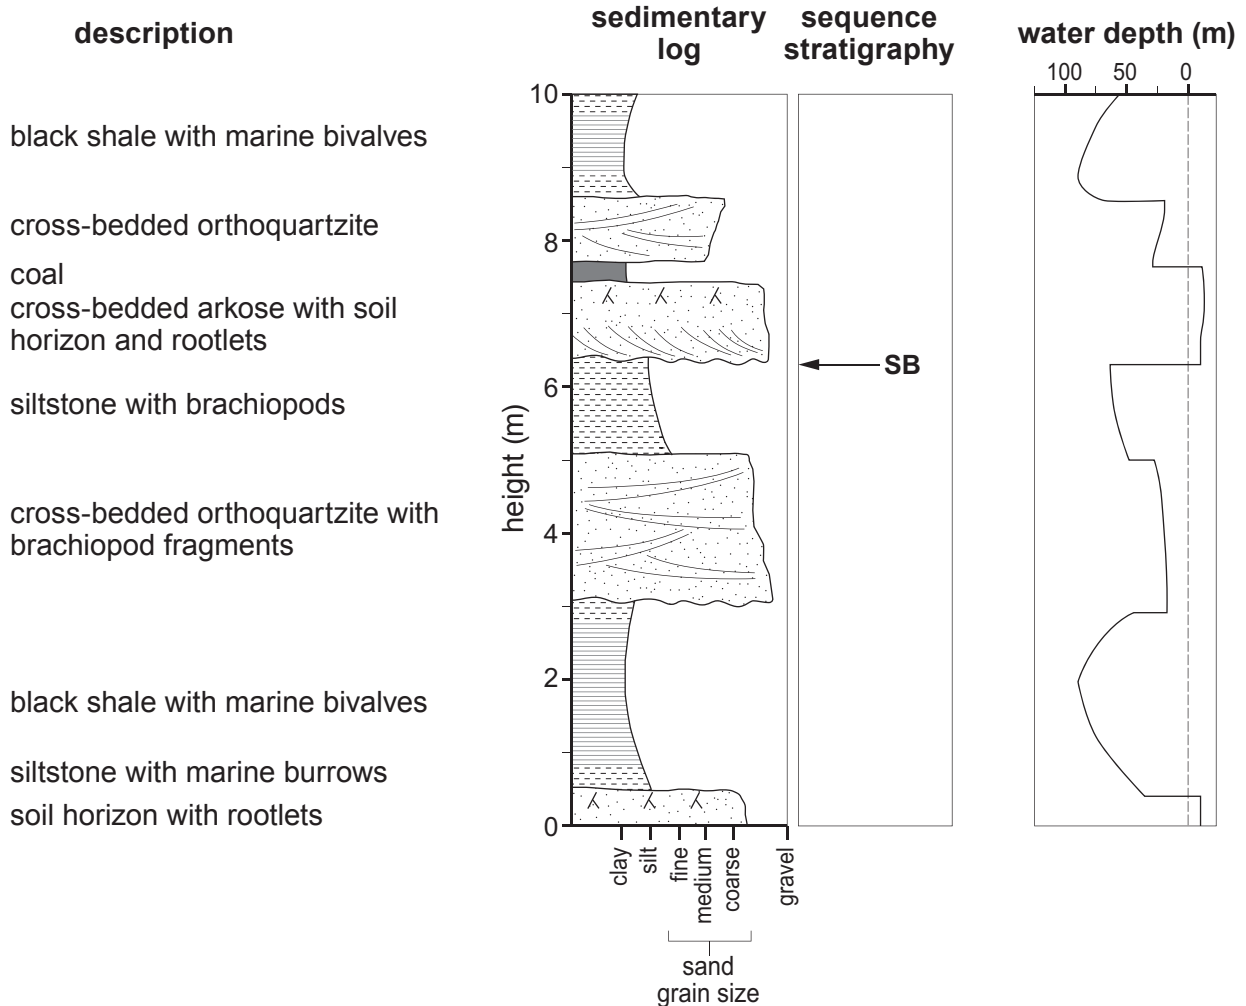 description
sedimentary
log
sequence
stratigraphy
water depth (m)
100 50 0
10
black shale with marine bivalves
cross-bedded orthoquartzite
8
coal
cross-bedded arkose with soil
horizon and rootlets
SB
6
siltstone with brachiopods
height (m)
cross-bedded orthoquartzite with
brachiopod fragments
4
2
black shale with marine bivalves
siltstone with marine burrows
soil horizon with rootlets
0
clay
silt
fine
medium
coarse
gravel
sand
grain size